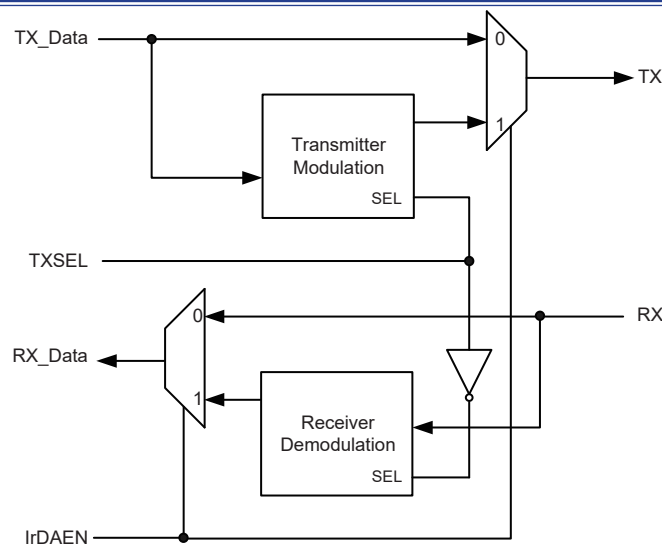 TX_Data
0
TX
1
Transmitter
Modulation
SEL
TXSEL
0
RX
RX_Data
1
Receiver
Demodulation
SEL
IrDAEN